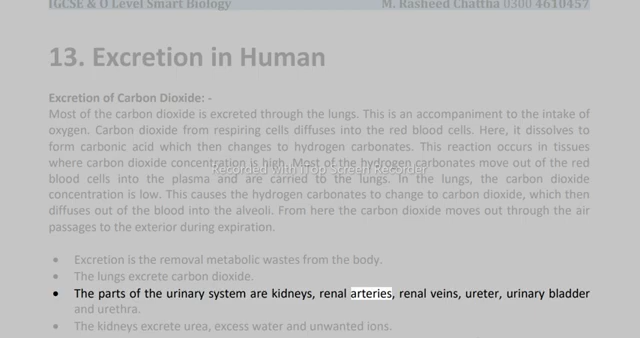 IGCSE & O Level Smart Biology M. Rasheed Chattha 0300 4610457
13. Excretion in Human
Excretion of Carbon Dioxide: -
Most of the carbon dioxide is excreted through the lungs. This is an accompaniment to the intake of
oxygen. Carbon dioxide from respiring cells diffuses into the red blood cells. Here, it dissolves to
form carbonic acid which then changes to hydrogen carbonates. This reaction occurs in tissues
where carbon dioxide concentration is high. Most of the hydrogen carbonates move out of the red
Recorded with iTop Screen Recorder
blood cells into the plasma and are carried to the lungs. In the lungs, the carbon dioxide
concentration is low. This causes the hydrogen carbonates to change to carbon dioxide, which then
diffuses out of the blood into the alveoli. From here the carbon dioxide moves out through the air
passages to the exterior during expiration.
• Excretion is the removal metabolic wastes from the body.
• The lungs excrete carbon dioxide.
• The parts of the urinary system are kidneys, renal arteries, renal veins, ureter, urinary bladder
and urethra.
• The kidneys excrete urea, excess water and unwanted ions.